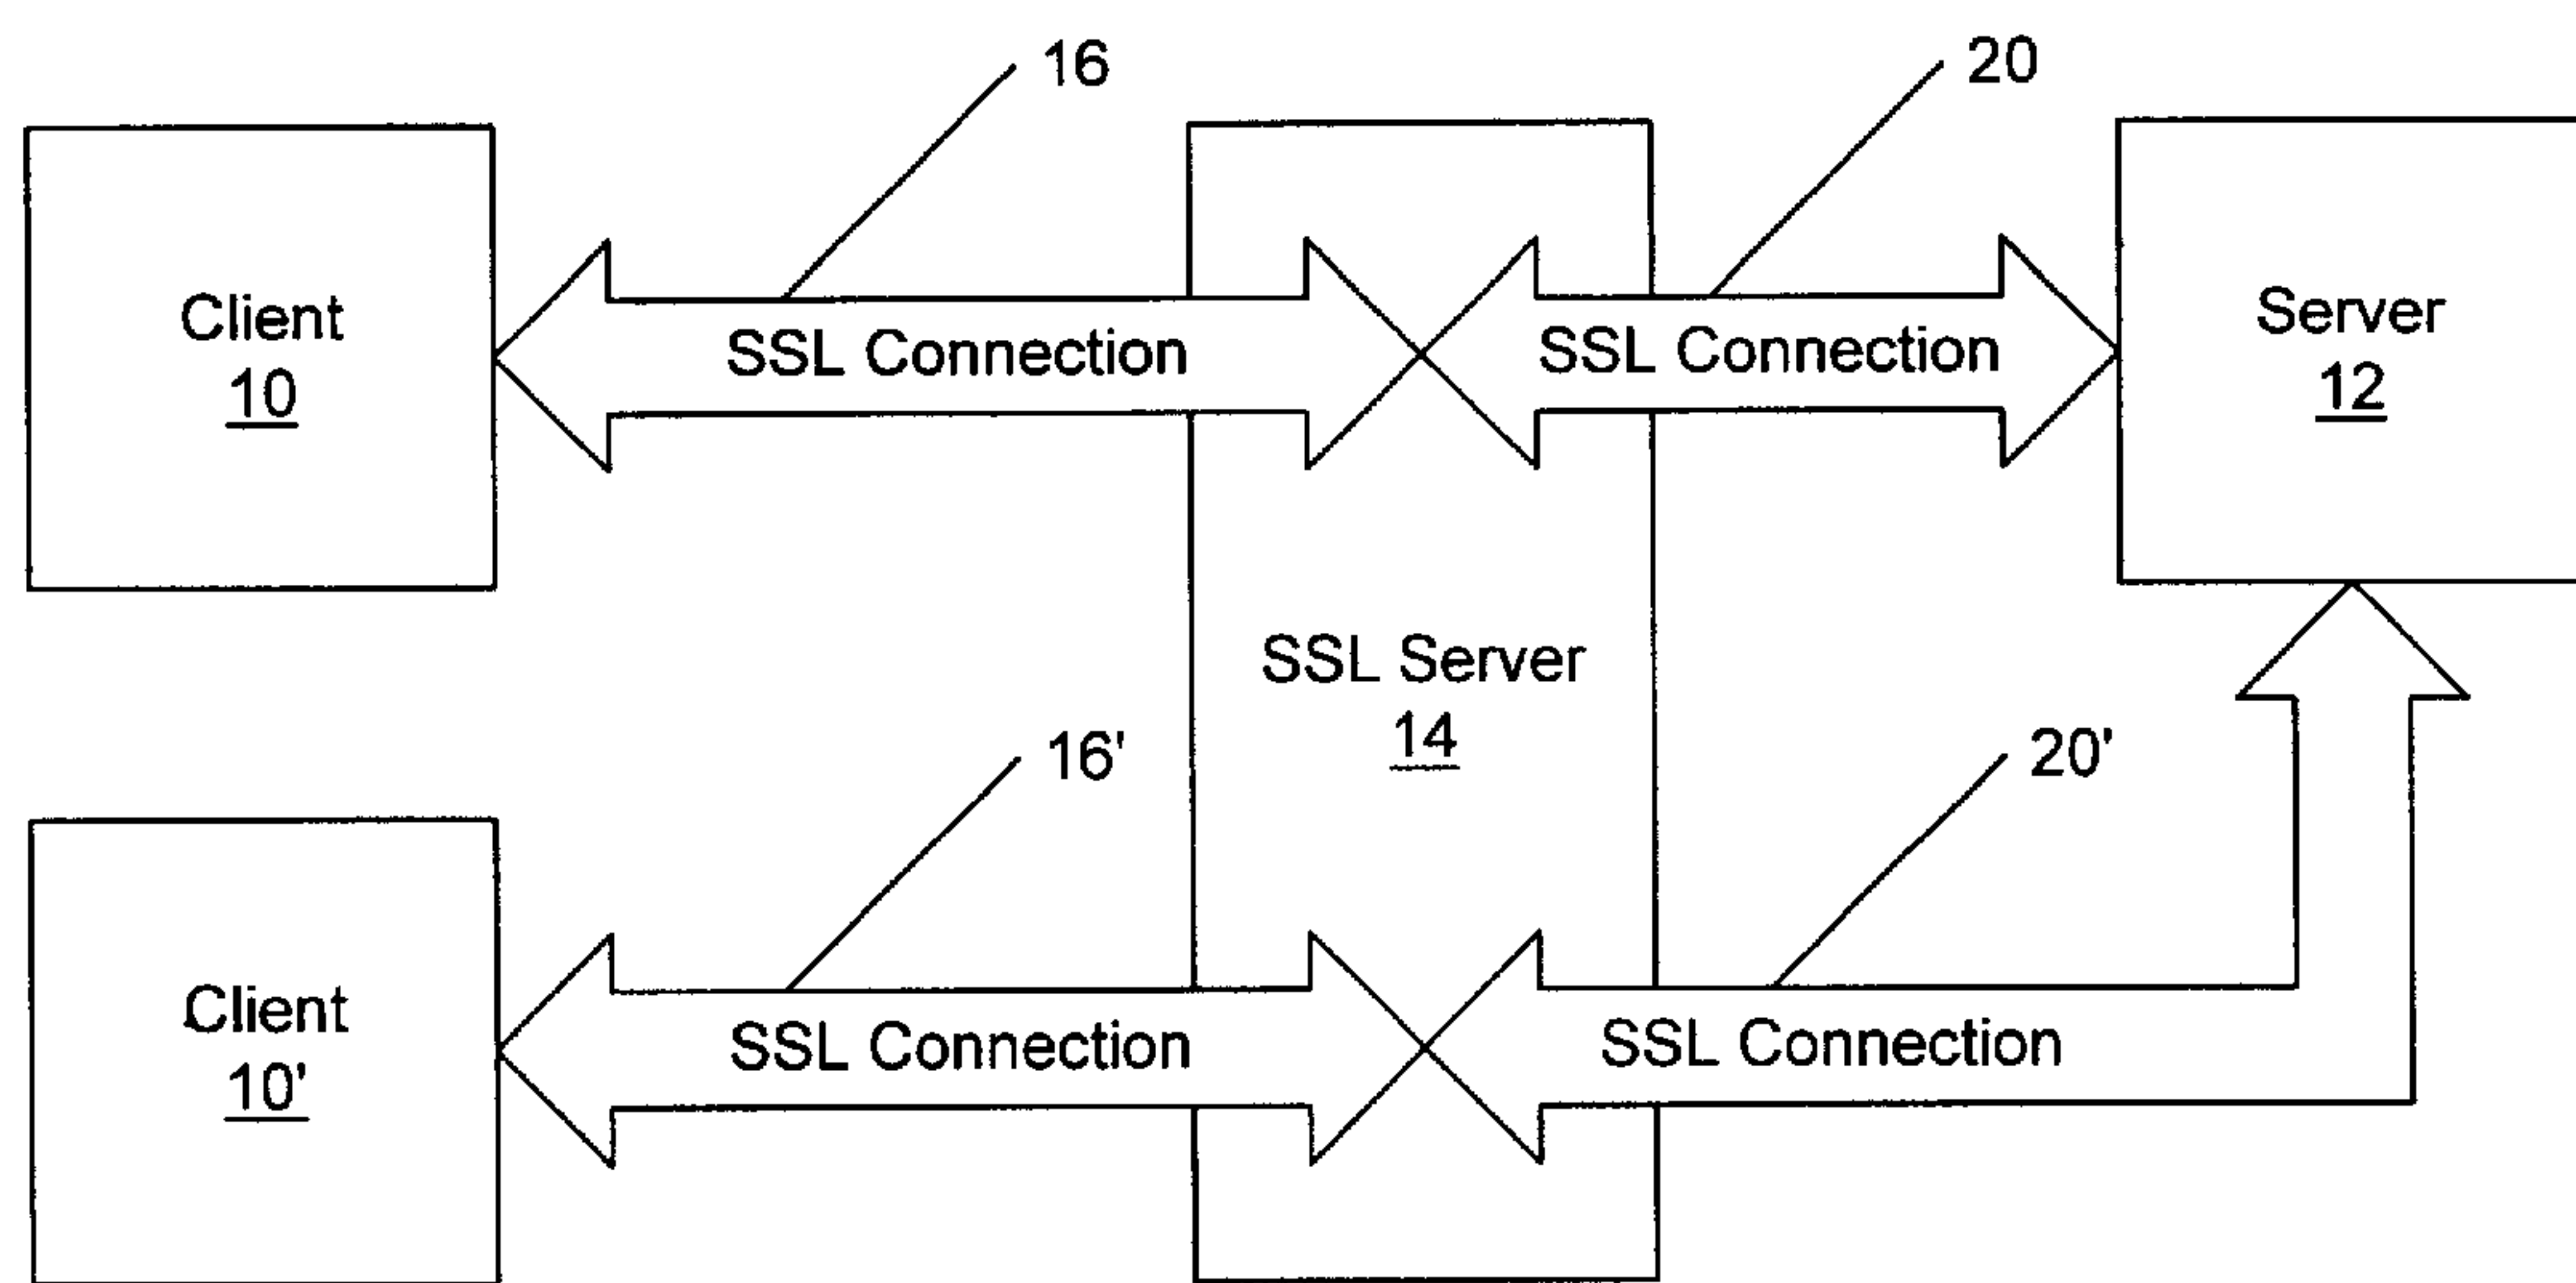 16
20
Client
10
SSL Connection
SSL Connection
Server
12
SSL Server
14
16'
20'
Client
10'
SSL Connection
SSL Connection